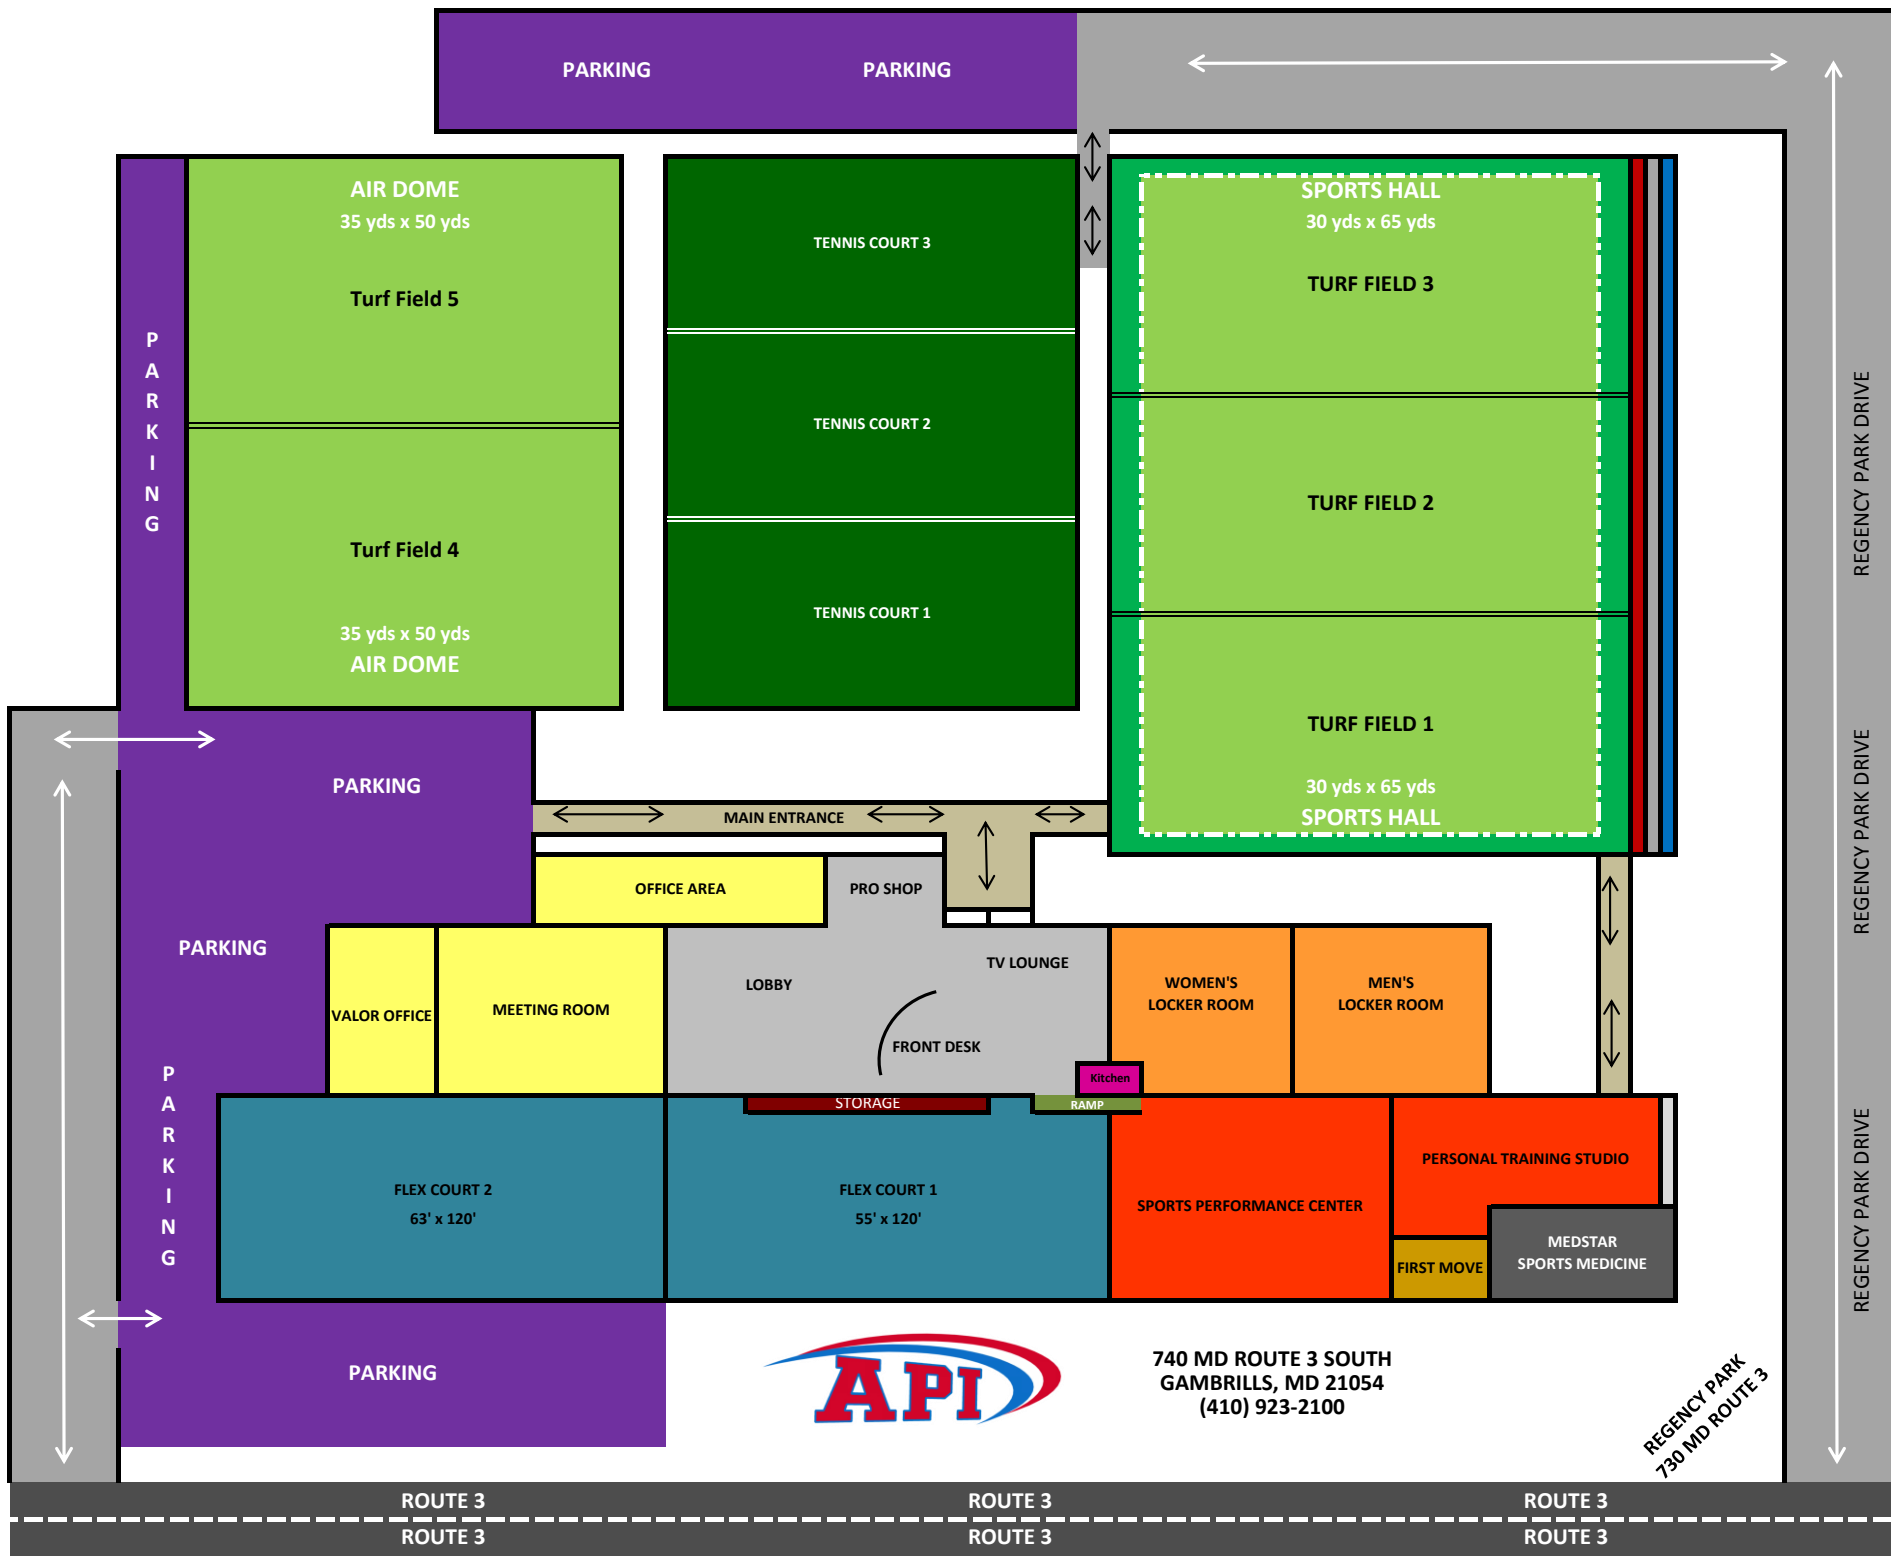 PARKING
PARKING
AIR DOME
35 yds x 50 yds
Turf Field 5
Turf Field 4
35 yds x 50 yds
AIR DOME
TENNIS COURT 3
TENNIS COURT 2
TENNIS COURT 1
SPORTS HALL
30 yds x 65 yds
TURF FIELD 3
TURF FIELD 2
TURF FIELD 1
30 yds x 65 yds
SPORTS HALL
PARKING
REGENCY PARK DRIVE
REGENCY PARK DRIVE
REGENCY PARK DRIVE
PARKING
MAIN ENTRANCE
OFFICE AREA
PRO SHOP
PARKING
VALOR OFFICE
MEETING ROOM
LOBBY
TV LOUNGE
FRONT DESK
WOMEN'S
LOCKER ROOM
MEN'S
LOCKER ROOM
Kitchen
STORAGE
RAMP
PARKING
FLEX COURT 2
63' x 120'
FLEX COURT 1
55' x 120'
SPORTS PERFORMANCE CENTER
PERSONAL TRAINING STUDIO
FIRST MOVE
MEDSTAR
SPORTS MEDICINE
PARKING
API
740 MD ROUTE 3 SOUTH
GAMBRILLS, MD 21054
(410) 923-2100
REGENCY PARK
730 MD ROUTE 3
ROUTE 3
ROUTE 3
ROUTE 3
ROUTE 3
ROUTE 3
ROUTE 3